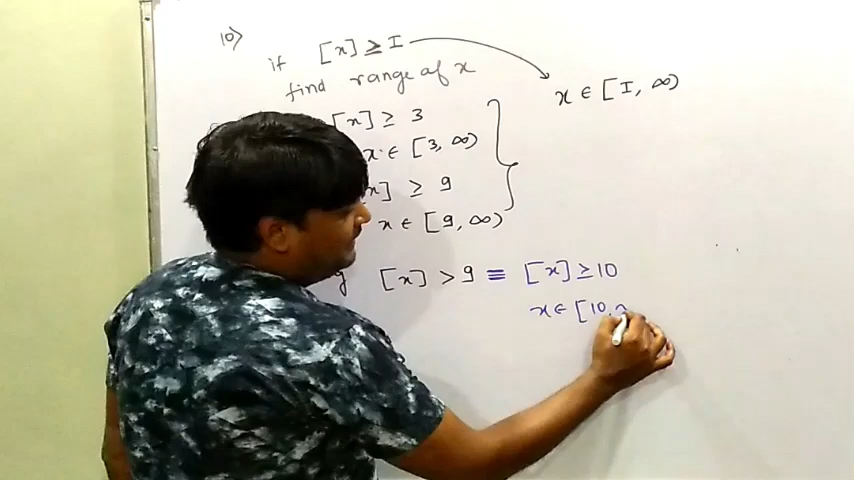 10)
if [x] ≥ I
find range of x
x ∈ [I, ∞)
[x] ≥ 3
x ∈ [3, ∞)
[x] ≥ 9
x ∈ [9, ∞)
[x] > 9 ≡ [x] ≥ 10
x ∈ [10,